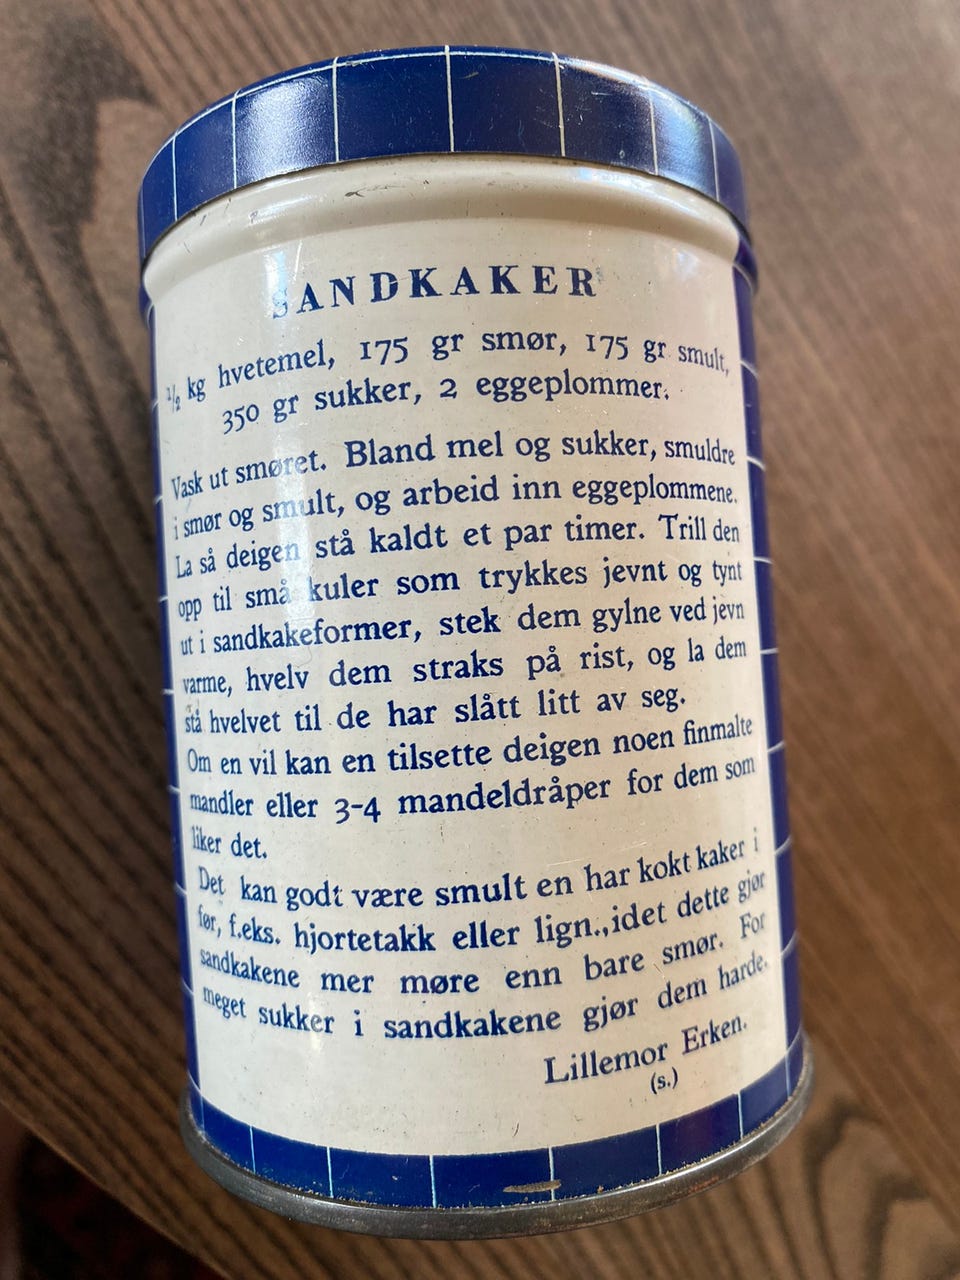 SANDKAKER
1/2 kg hvetemel, 175 gr smør, 175 gr smult,
350 gr sukker, 2 eggeplommer.
Vask ut smøret. Bland mel og sukker, smuldre
i smør og smult, og arbeid inn eggeplommene.
La så deigen stå kaldt et par timer. Trill den
opp til små kuler som trykkes jevnt og tynt
ut i sandkakeformer, stek dem gylne ved jevn
varme, hvelv dem straks på rist, og la dem
stå hvelvet til de har slått litt av seg.
Om en vil kan en tilsette deigen noen finmalte
mandler eller 3-4 mandeldråper for dem som
liker det.
Det kan godt være smult en har kokt kaker i
før, f.eks. hjortetakk eller lign., idet dette gjør
sandkakene mer møre enn bare smør. For
meget sukker i sandkakene gjør dem harde.
Lillemor Erken.
(s.)